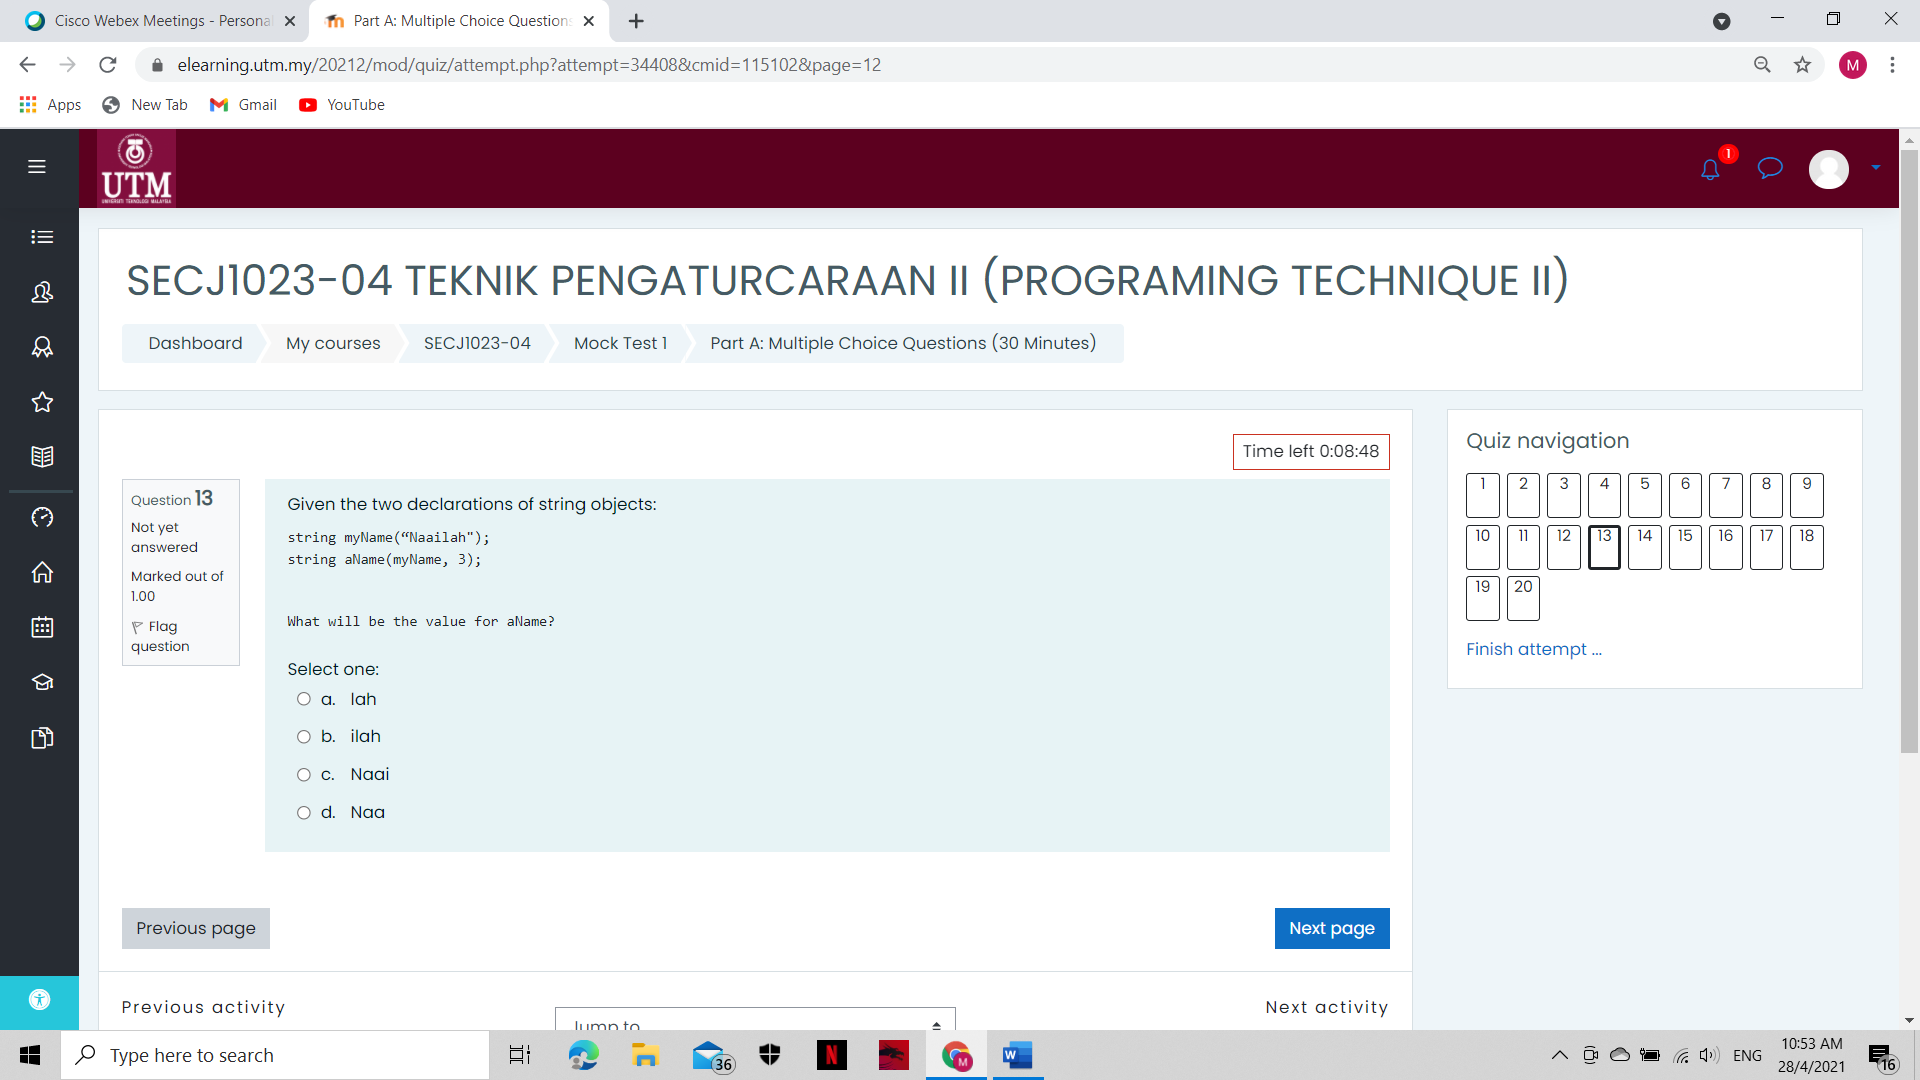 Cisco Webex Meetings - Persona
Part A: Multiple Choice Questions
elearning.utm.my/20212/mod/quiz/attempt.php?attempt=34408&cmid=115102&page=12
M
Apps
New Tab
Gmail
YouTube
UTM
UNIVERSITI TEKNOLOGI MALAYSIA
1
SECJ1023-04 TEKNIK PENGATURCARAAN II (PROGRAMING TECHNIQUE II)
Dashboard
My courses
SECJ1023-04
Mock Test 1
Part A: Multiple Choice Questions (30 Minutes)
Time left 0:08:48
Question 13
Not yet
answered
Marked out of
1.00
Flag
question
Given the two declarations of string objects:
string myName(“Naailah");
string aName(myName, 3);
What will be the value for aName?
Select one:
a. lah
b. ilah
c. Naai
d. Naa
Previous page
Next page
Previous activity
Jump to
Next activity
Quiz navigation
1 2 3 4 5 6 7 8 9
10 11 12 13 14 15 16 17 18
19 20
Finish attempt ...
Type here to search
36
N
M
W
ENG
10:53 AM
28/4/2021
16